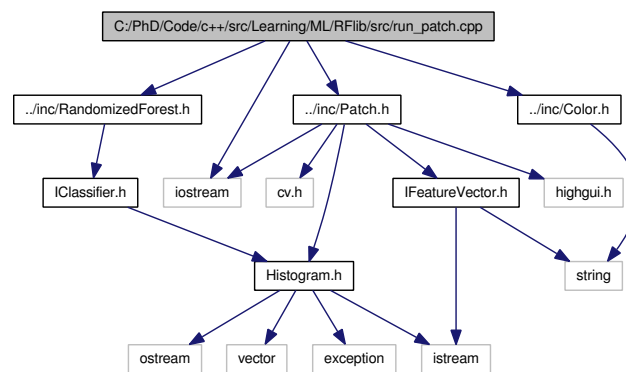 C:/PhD/Code/c++/src/Learning/ML/RFlib/src/run_patch.cpp
../inc/RandomizedForest.h
../inc/Patch.h
../inc/Color.h
IClassifier.h
iostream
cv.h
IFeatureVector.h
highgui.h
Histogram.h
string
ostream
vector
exception
istream